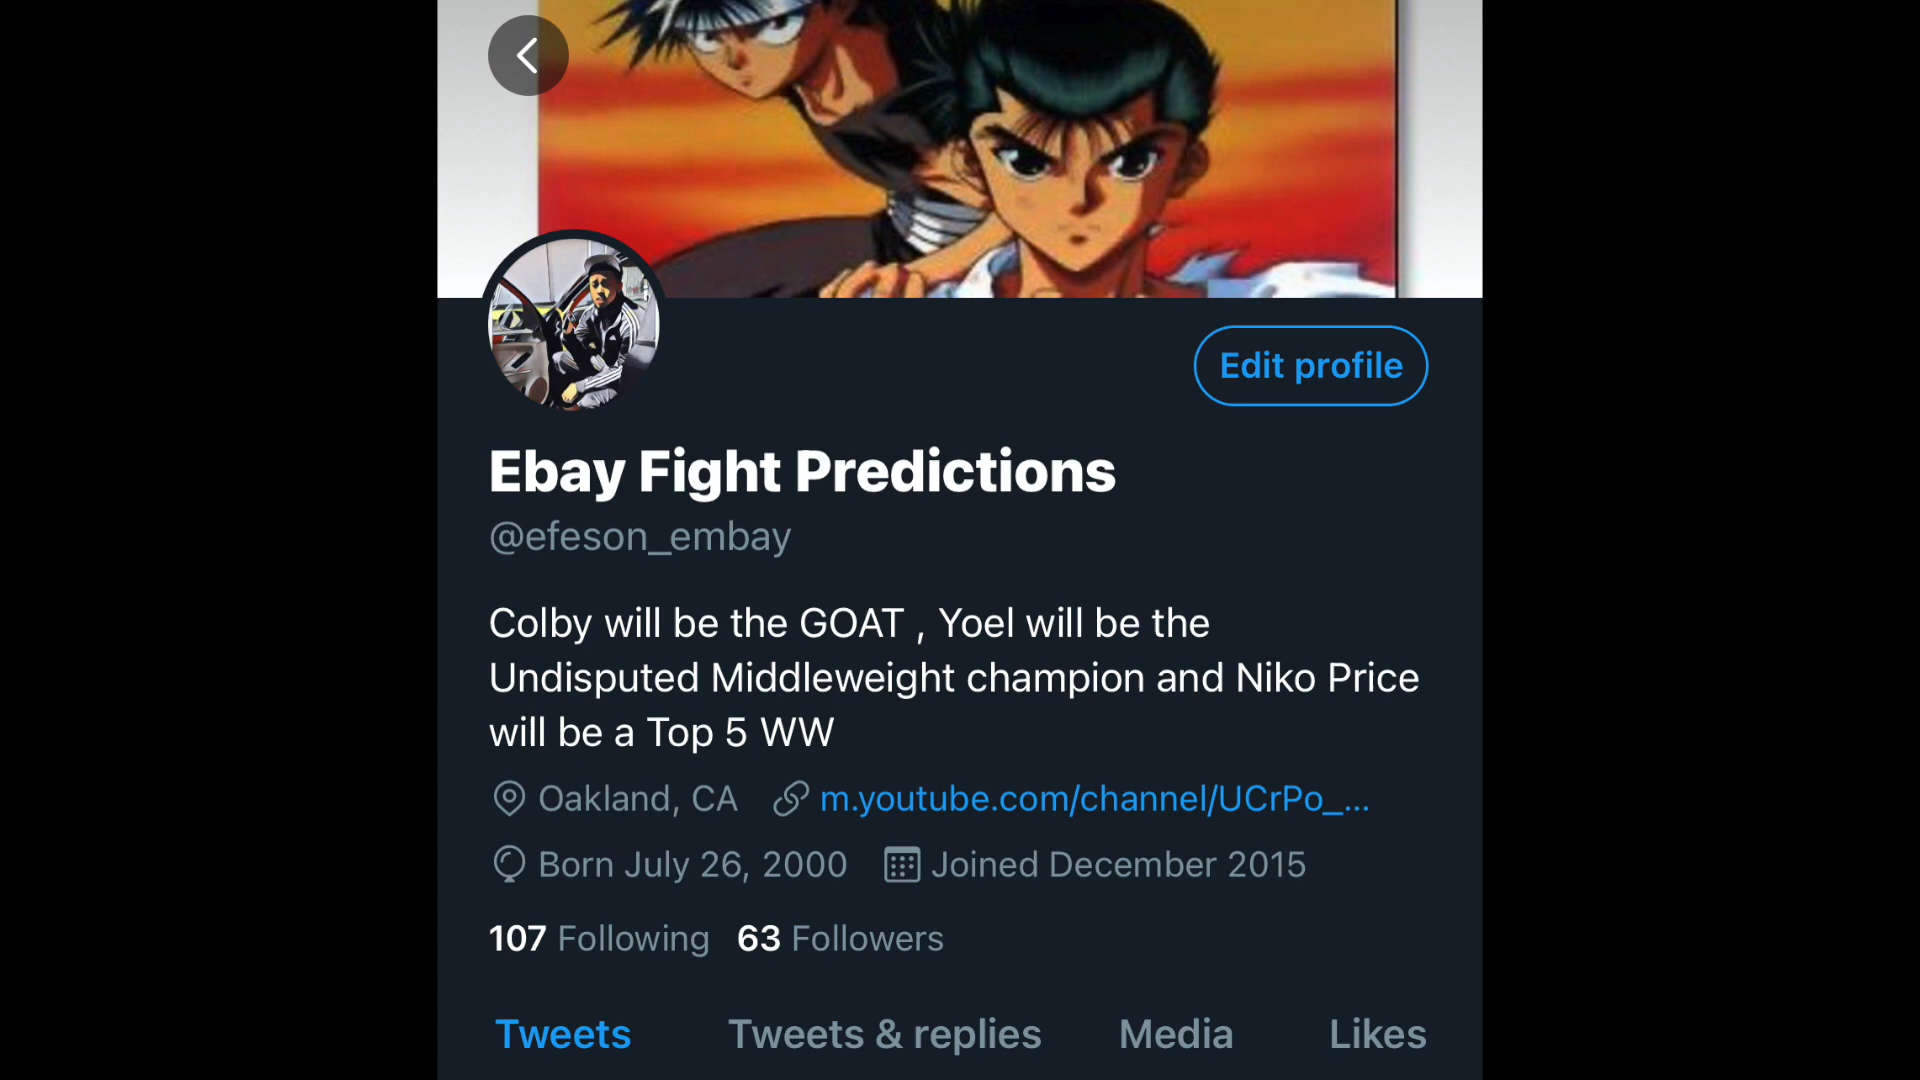 Edit profile
Ebay Fight Predictions
@efeson_embay
Colby will be the GOAT , Yoel will be the
Undisputed Middleweight champion and Niko Price
will be a Top 5 WW
Oakland, CA m.youtube.com/channel/UCrPo_...
Born July 26, 2000 Joined December 2015
107 Following 63 Followers
Tweets Tweets & replies Media Likes